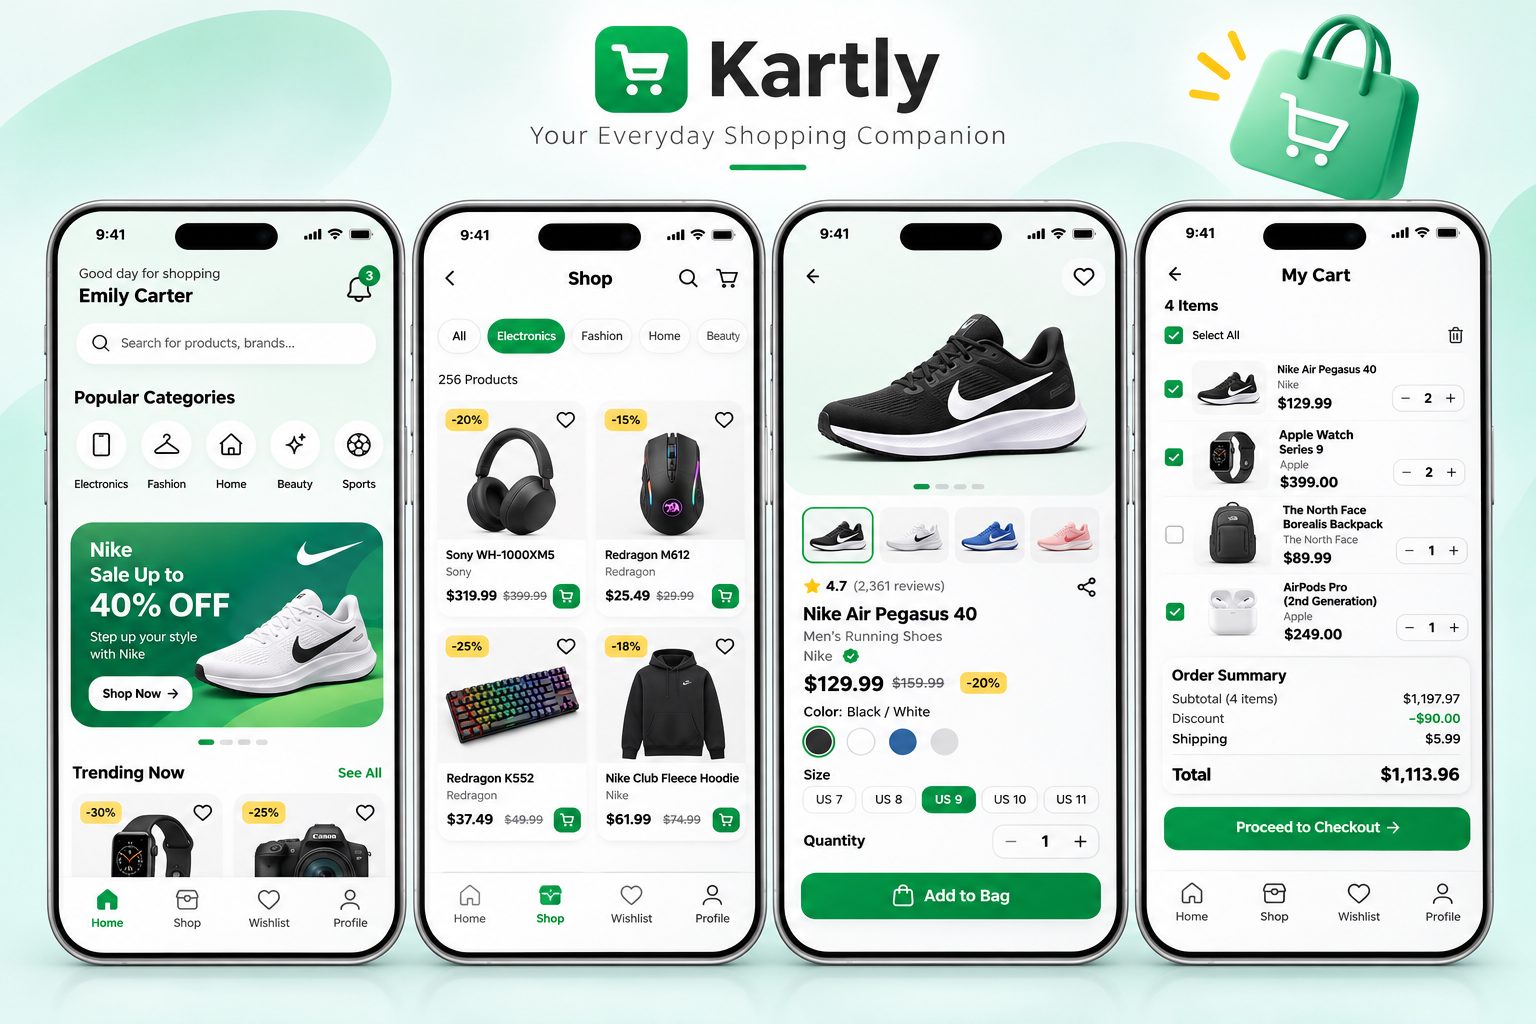 Kartly
Your Everyday Shopping Companion
9:41
Good day for shopping
Emily Carter
3
Search for products, brands...
Popular Categories
Electronics
Fashion
Home
Beauty
Sports
Nike
Sale Up to
40% OFF
Step up your style
with Nike
Shop Now →
Trending Now
See All
-30%
-25%
Canon
Home
Shop
Wishlist
Profile
9:41
Shop
All
Electronics
Fashion
Home
Beauty
256 Products
-20%
-15%
Sony WH-1000XM5
Sony
$319.99 $399.99
Redragon M612
Redragon
$25.49 $29.99
-25%
-18%
Redragon K552
Redragon
$37.49 $49.99
Nike Club Fleece Hoodie
Nike
$61.99 $74.99
Home
Shop
Wishlist
Profile
9:41
4.7 (2,361 reviews)
Nike Air Pegasus 40
Men's Running Shoes
Nike
$129.99 $159.99 -20%
Color: Black / White
Size
US 7
US 8
US 9
US 10
US 11
Quantity
− 1 +
Add to Bag
9:41
My Cart
4 Items
Select All
Nike Air Pegasus 40
Nike
$129.99
− 2 +
Apple Watch
Series 9
Apple
$399.00
− 2 +
The North Face
Borealis Backpack
The North Face
$89.99
− 1 +
AirPods Pro
(2nd Generation)
Apple
$249.00
− 1 +
Order Summary
Subtotal (4 items) $1,197.97
Discount -$90.00
Shipping $5.99
Total $1,113.96
Proceed to Checkout →
Home
Shop
Wishlist
Profile